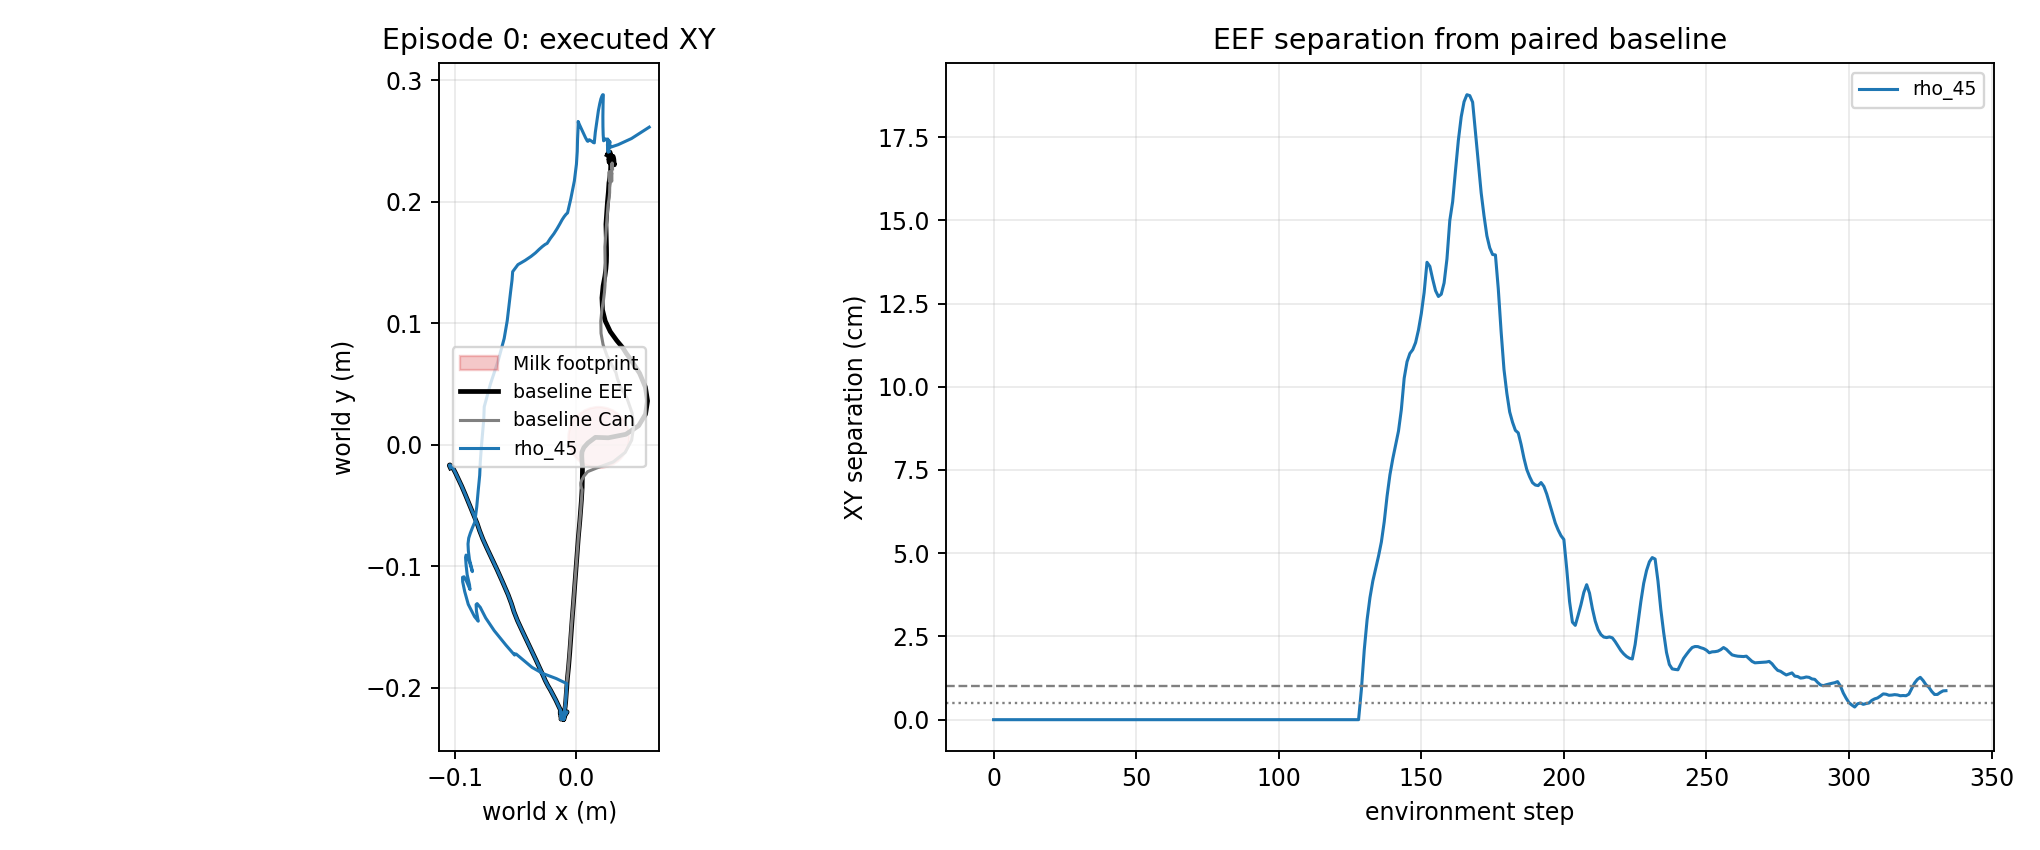 Episode 0: executed XY
0.3
0.2
0.1
0.0
−0.1
−0.2
world y (m)
−0.1
0.0
world x (m)
Milk footprint
baseline EEF
baseline Can
rho_45
EEF separation from paired baseline
17.5
15.0
12.5
10.0
7.5
5.0
2.5
0.0
XY separation (cm)
0
50
100
150
200
250
300
350
environment step
rho_45